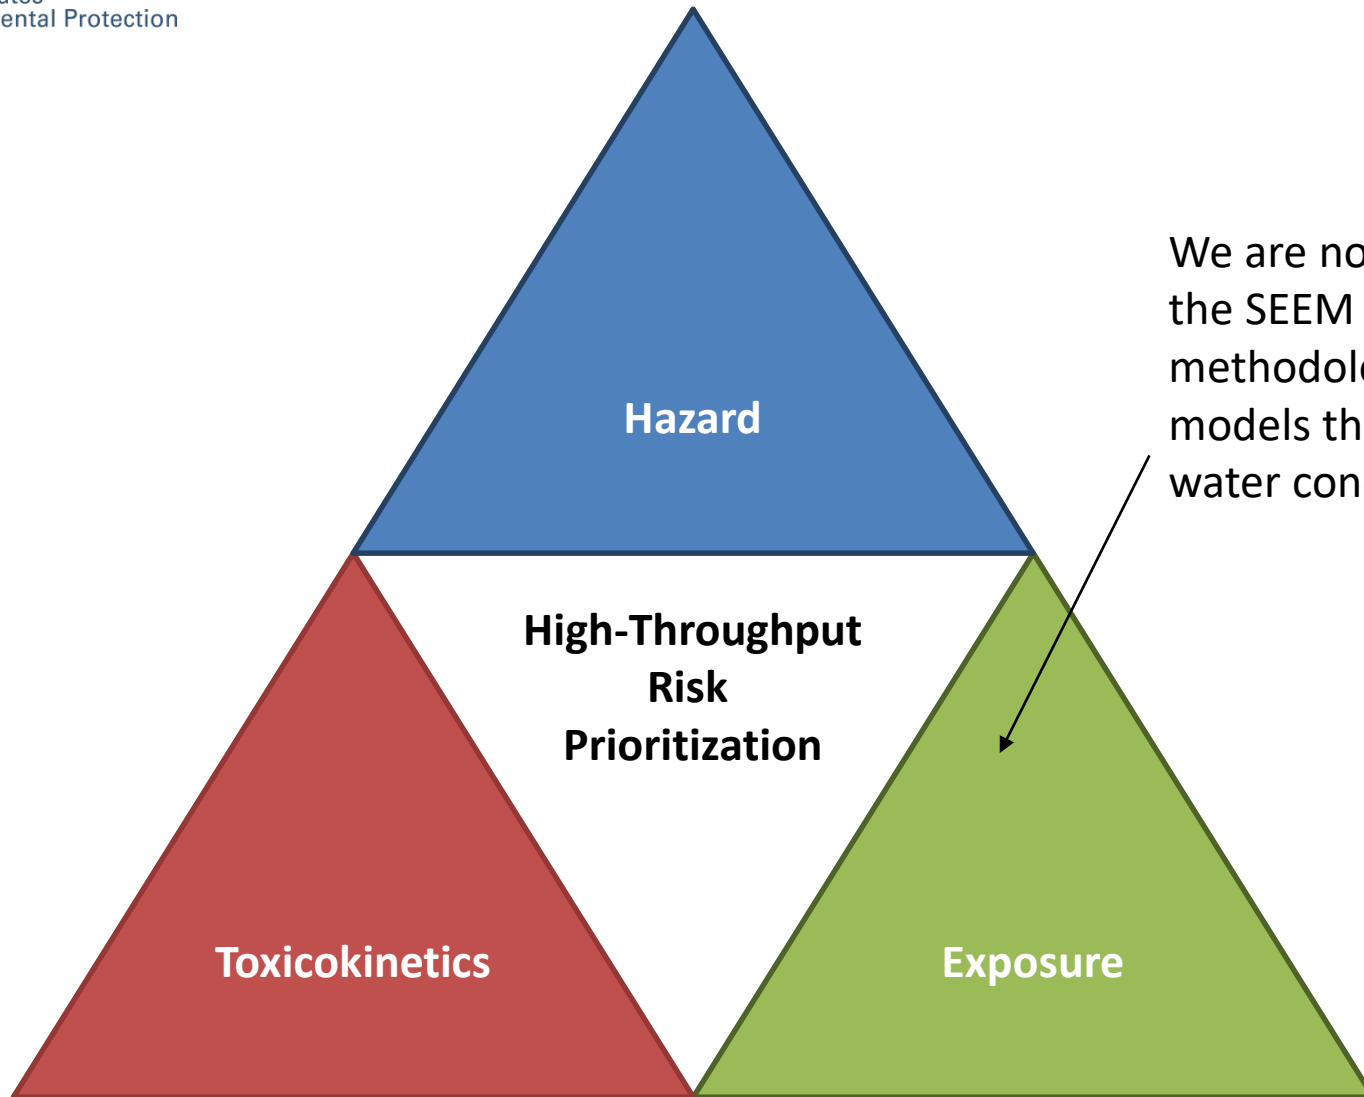 ental Protection
Hazard
We are no
the SEEM
methodol
models th
water con
High-Throughput
Risk
Prioritization
Toxicokinetics
Exposure